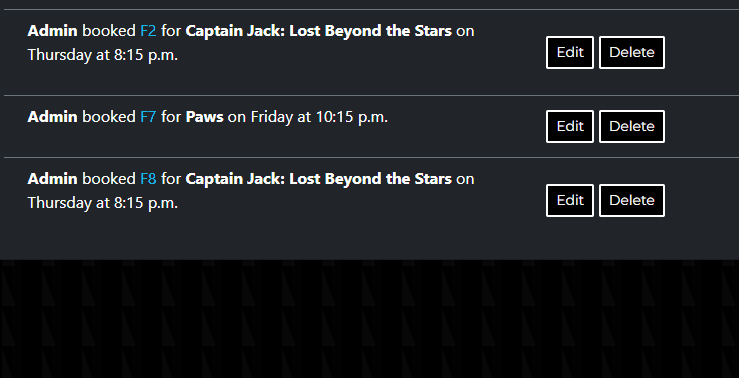 Admin booked F2 for Captain Jack: Lost Beyond the Stars on
Thursday at 8:15 p.m.
Edit Delete
Admin booked F7 for Paws on Friday at 10:15 p.m.
Edit Delete
Admin booked F8 for Captain Jack: Lost Beyond the Stars on
Thursday at 8:15 p.m.
Edit Delete